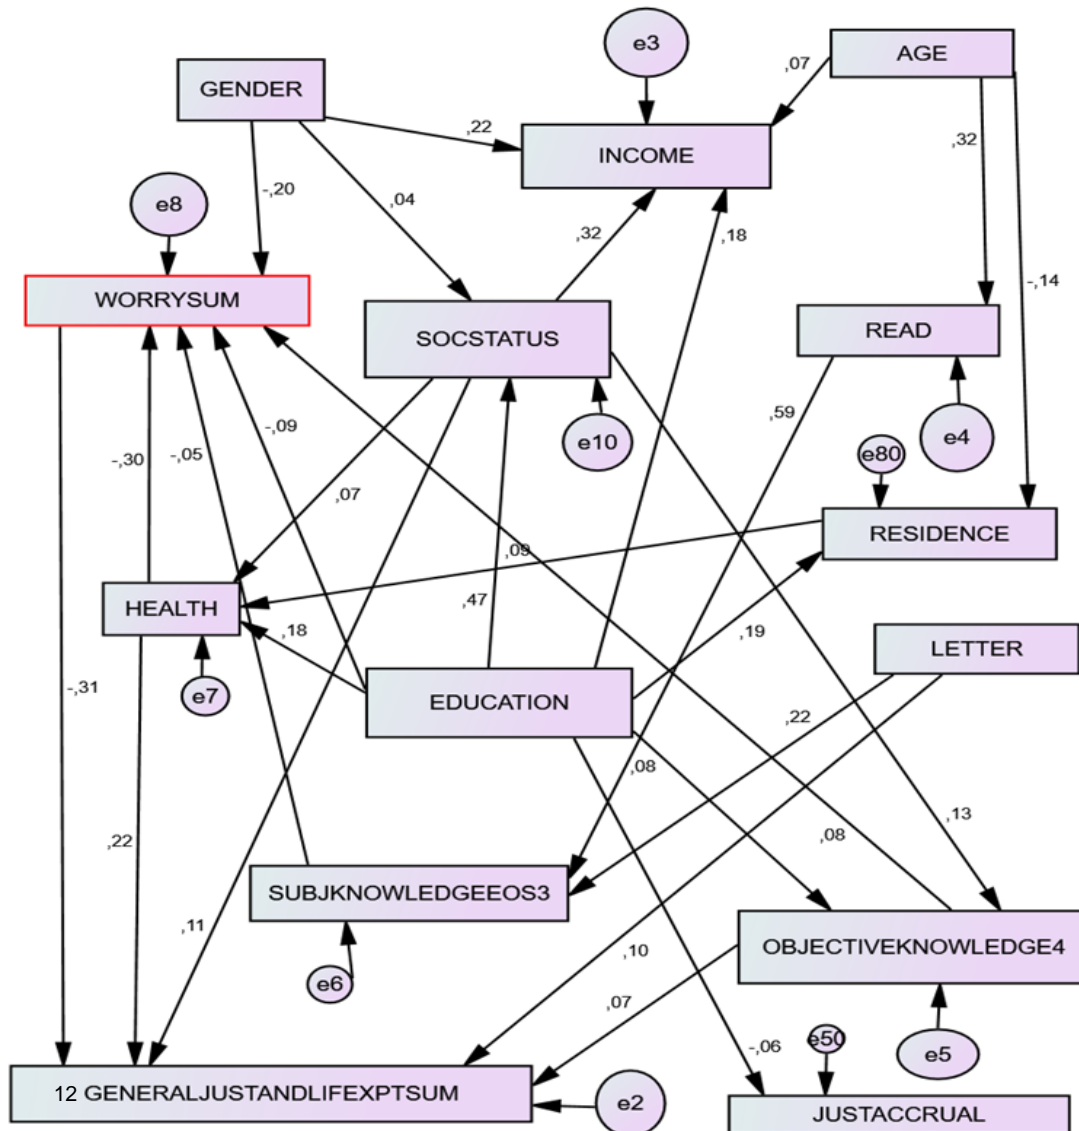 e3
AGE
,07
GENDER
,22
INCOME
,32
-,20
,04
e8
,32
,18
-,14
WORRYSUM
SOCSTATUS
READ
-,09
,59
e10
e4
-,30
-,05
e80
,07
RESIDENCE
,09
HEALTH
,47
,18
,19
LETTER
-,31
e7
EDUCATION
,22
,08
,22
,08
,13
SUBJKNOWLEDGEEOS3
,11
,10
OBJECTIVEKNOWLEDGE4
e6
,07
-,06
e50
e5
12 GENERALJUSTANDLIFEXPTSUM
e2
JUSTACCRUAL